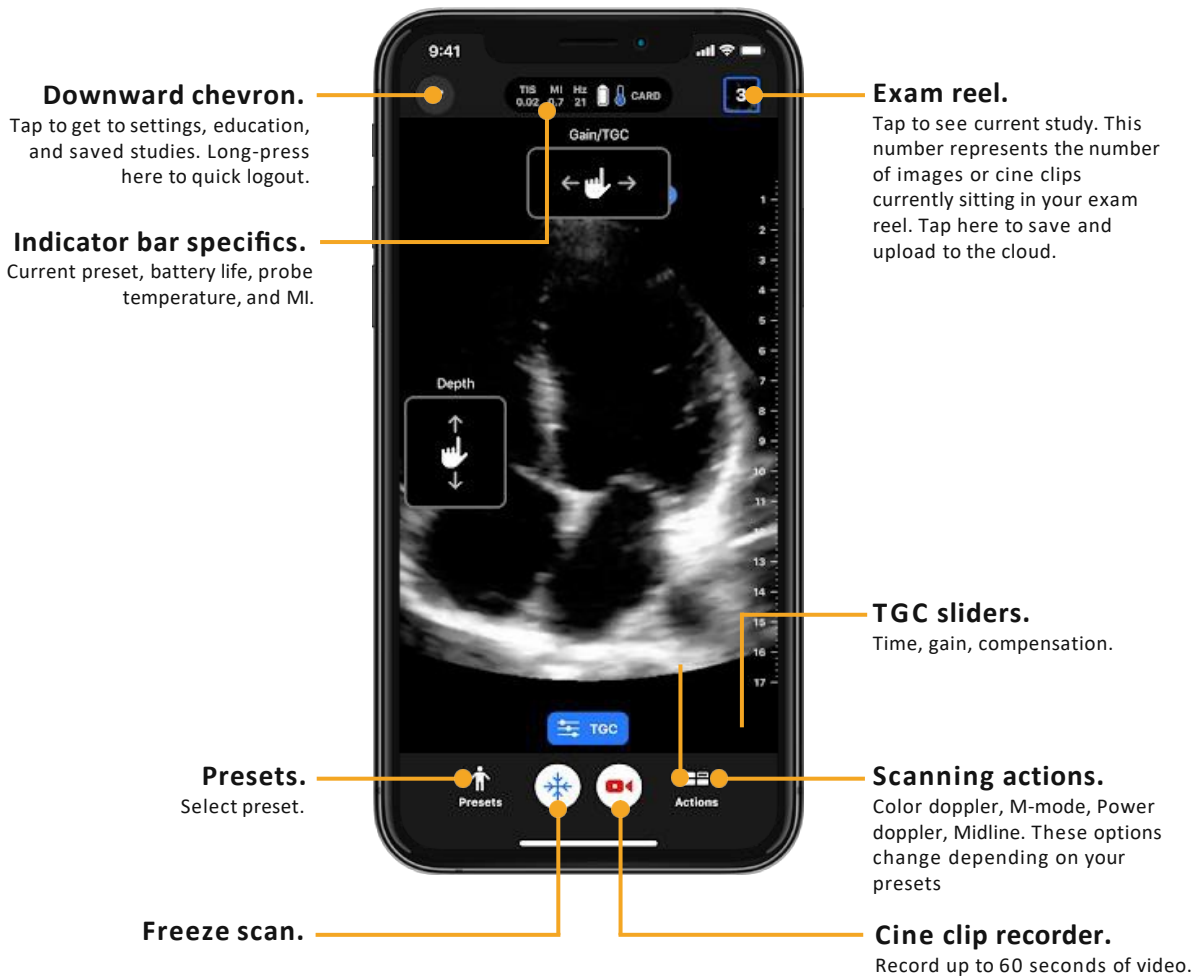 9:41
TIS MI Hz CARD
0.02 0.7 21
3
Gain/TGC
Depth
1
2
3
4
5
6
7
8
9
10
11
12
13
14
15
16
17
TGC
Presets
Actions
Downward chevron.
Tap to get to settings, education,
and saved studies. Long-press
here to quick logout.
Indicator bar specifics.
Current preset, battery life, probe
temperature, and MI.
Presets.
Select preset.
Freeze scan.
Exam reel.
Tap to see current study. This
number represents the number
of images or cine clips
currently sitting in your exam
reel. Tap here to save and
upload to the cloud.
TGC sliders.
Time, gain, compensation.
Scanning actions.
Color doppler, M-mode, Power
doppler, Midline. These options
change depending on your
presets
Cine clip recorder.
Record up to 60 seconds of video.